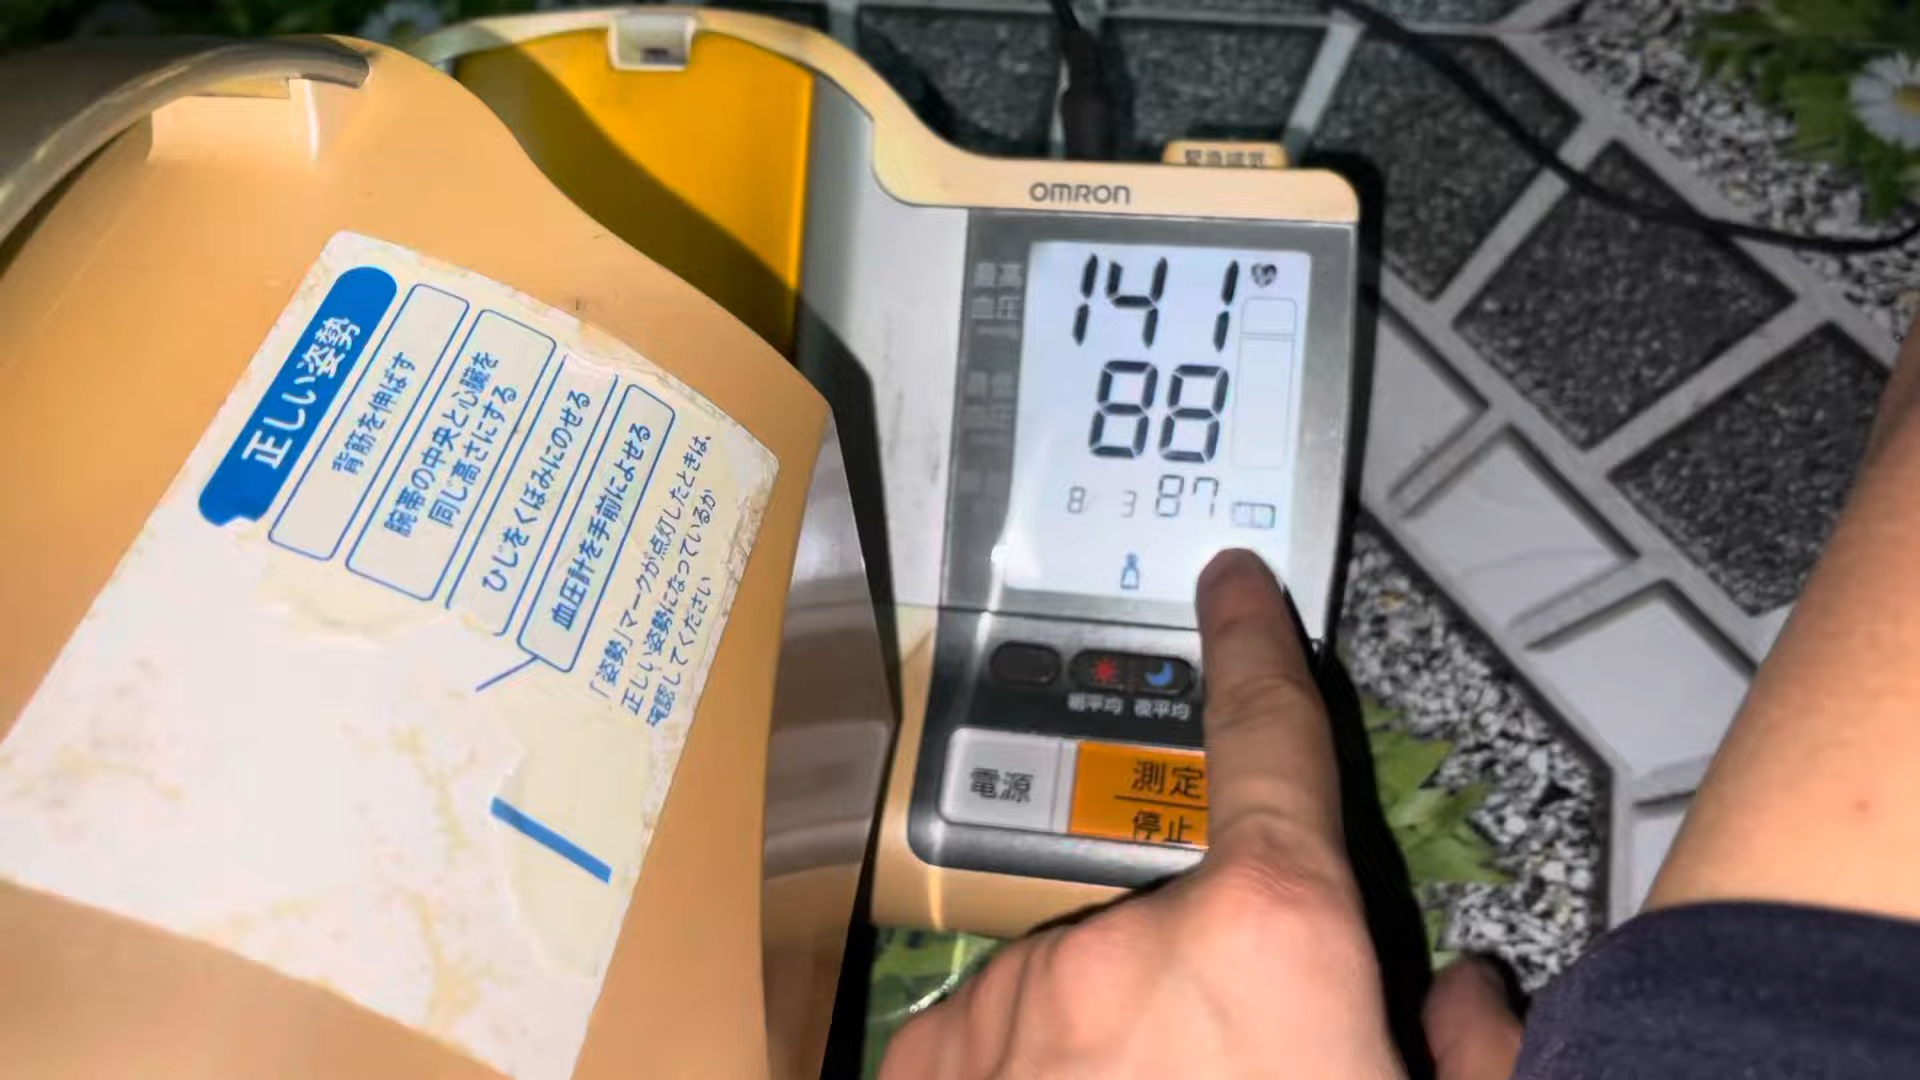 正しい姿勢
背筋を伸ばす
腕帯の中央と心臓を
同じ高さにする
ひじをくぼみにのせる
血圧計を手前によせる
「姿勢」マークが点灯したときは、
正しい姿勢になっているか
確認してください
OMRON
最高
血圧
141
88
8/ 3 87
朝平均 夜平均
電源
測定
停止